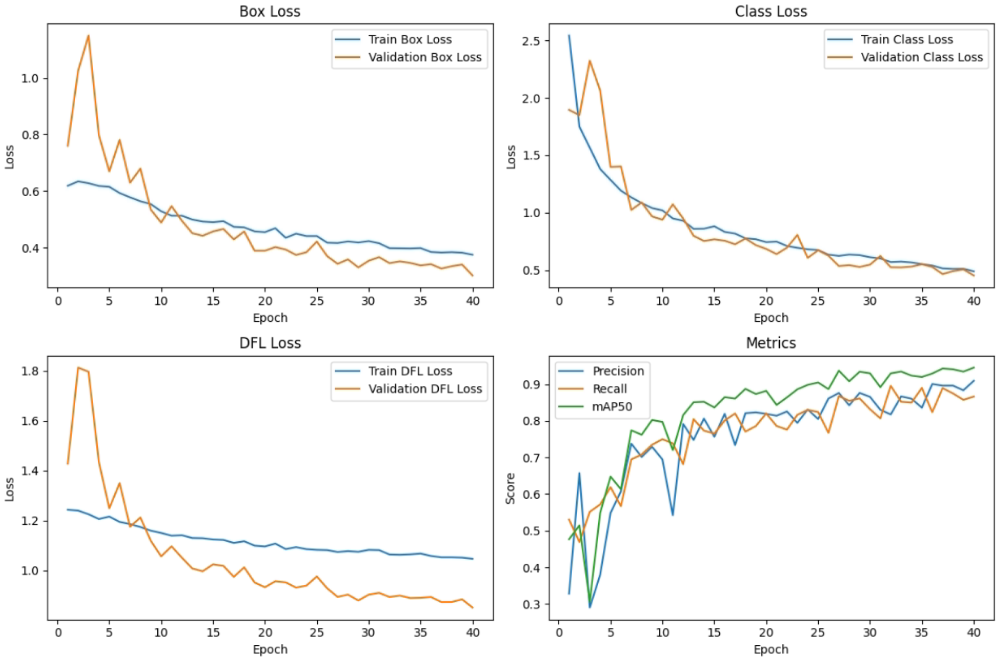 Box Loss
Train Box Loss
Validation Box Loss
1.0
0.8
0.6
0.4
Loss
0 5 10 15 20 25 30 35 40
Epoch
Class Loss
Train Class Loss
Validation Class Loss
2.5
2.0
1.5
1.0
0.5
Loss
0 5 10 15 20 25 30 35 40
Epoch
DFL Loss
Train DFL Loss
Validation DFL Loss
1.8
1.6
1.4
1.2
1.0
Loss
0 5 10 15 20 25 30 35 40
Epoch
Metrics
Precision
Recall
mAP50
0.9
0.8
0.7
0.6
0.5
0.4
0.3
Score
0 5 10 15 20 25 30 35 40
Epoch